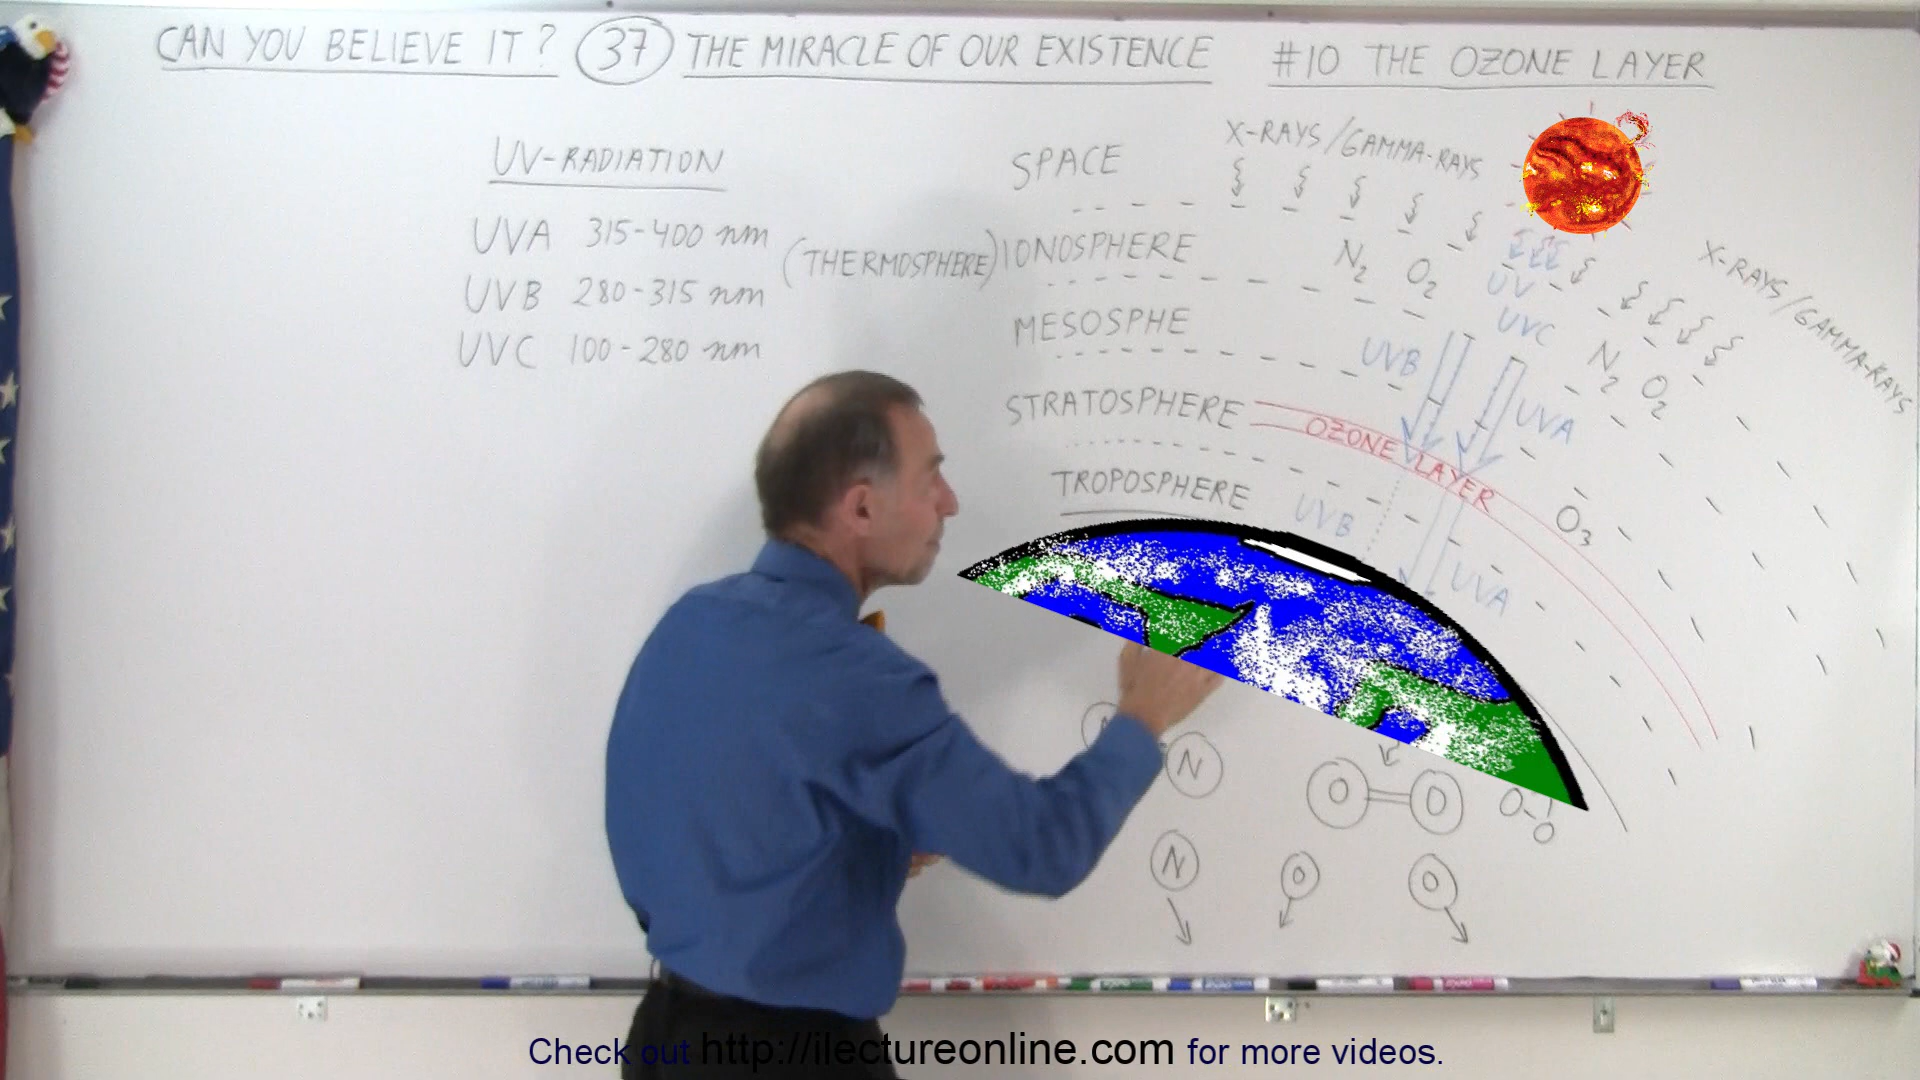 CAN YOU BELIEVE IT? 37 THE MIRACLE OF OUR EXISTENCE #10 THE OZONE LAYER
UV-RADIATION
UVA 315-400 nm
UVB 280-315 nm
UVC 100-280 nm
X-RAYS/GAMMA-RAYS
SPACE
(THERMOSPHERE) IONOSPHERE
N2 O2 UV
X-RAYS/GAMMA-RAYS
MESOSPHE
UVB UVC N2 O2
STRATOSPHERE
OZONE LAYER
UVA
TROPOSPHERE
UVB
O3
UVA
N
N
O O
O-O
N O O
Check out http://ilectureonline.com for more videos.